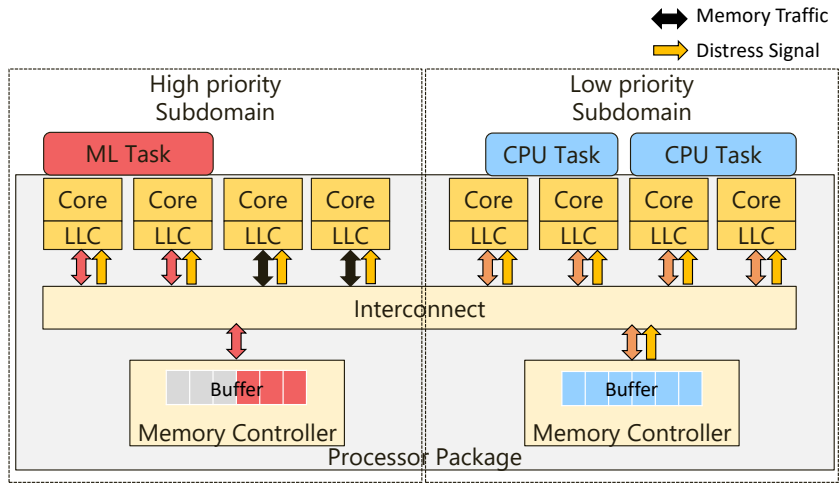 Memory Traffic
Distress Signal
High priority
Subdomain
Low priority
Subdomain
ML Task
CPU Task
CPU Task
Core
Core
Core
Core
Core
Core
Core
Core
LLC
LLC
LLC
LLC
LLC
LLC
LLC
LLC
Interconnect
Buffer
Buffer
Memory Controller
Memory Controller
Processor Package